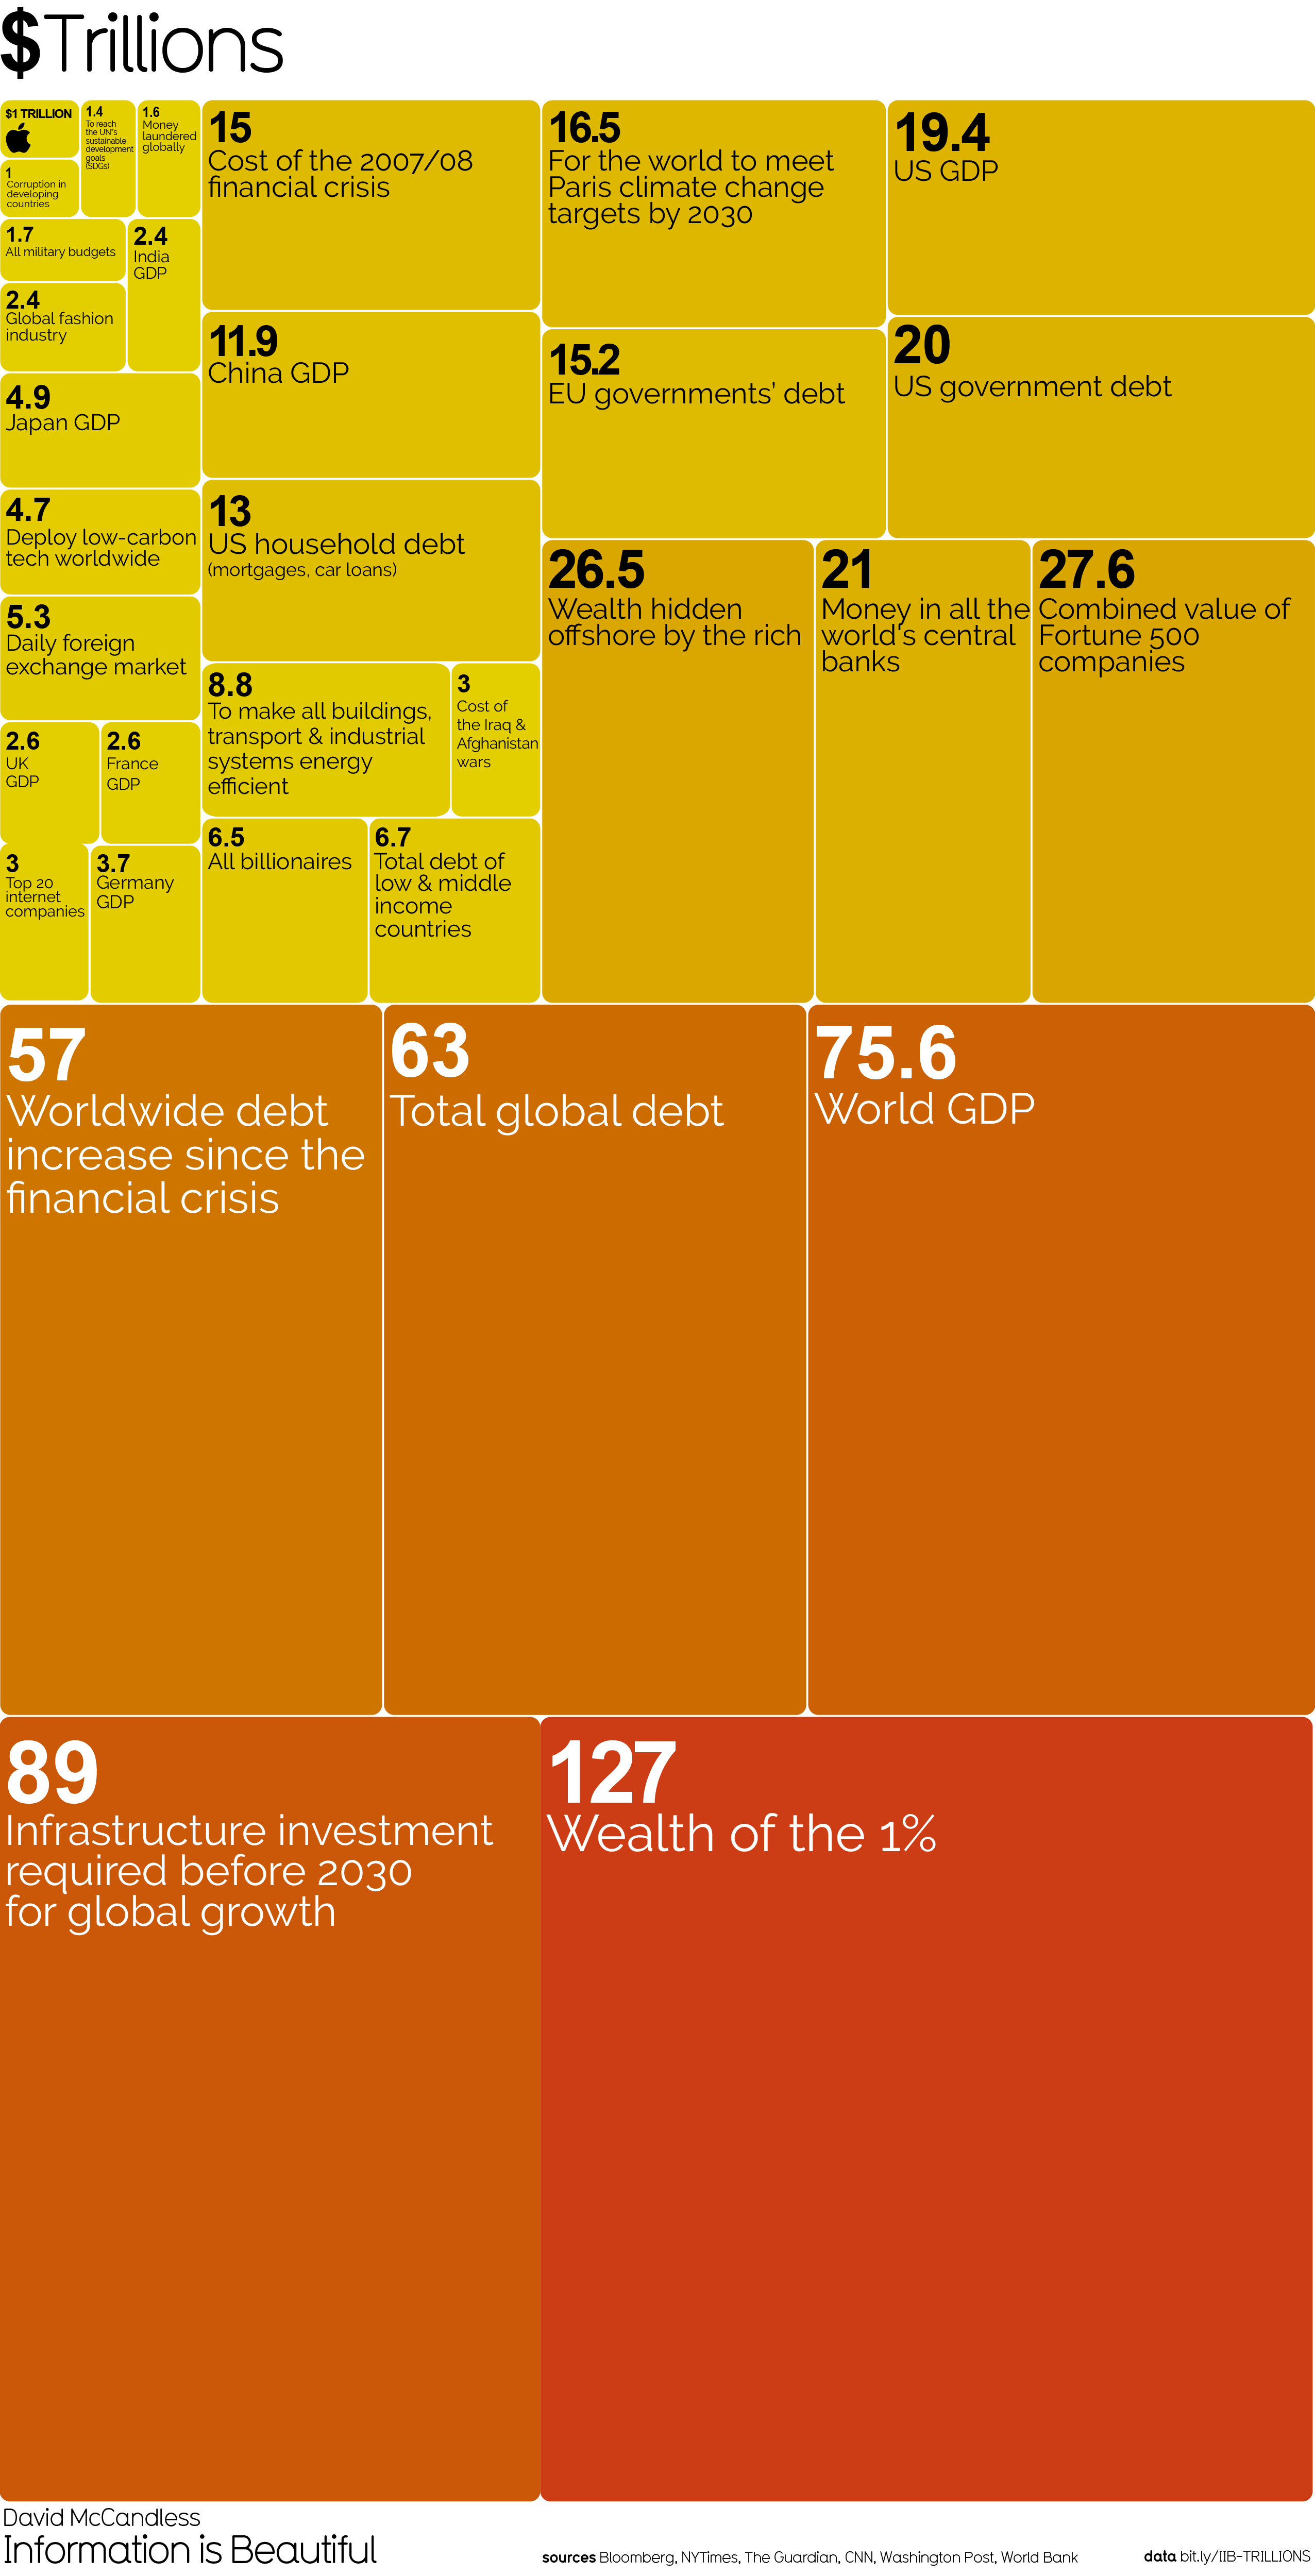 $Trillions
$1 TRILLION
1
Corruption in
developing
countries
1.4
To reach
the UN"s
sustainable
development
goals
(SDGs)
1.6
Money
laundered
globally
1.7
All military budgets
2.4
Global fashion
industry
2.4
India
GDP
4.9
Japan GDP
4.7
Deploy low-carbon
tech worldwide
5.3
Daily foreign
exchange market
2.6
UK
GDP
2.6
France
GDP
3
Top 20
internet
companies
3.7
Germany
GDP
15
Cost of the 2007/08
financial crisis
11.9
China GDP
13
US household debt
(mortgages, car loans)
8.8
To make all buildings,
transport & industrial
systems energy
efficient
3
Cost of
the Iraq &
Afghanistan
wars
6.5
All billionaires
6.7
Total debt of
low & middle
income
countries
16.5
For the world to meet
Paris climate change
targets by 2030
15.2
EU governments’ debt
19.4
US GDP
20
US government debt
26.5
Wealth hidden
offshore by the rich
21
Money in all the
world's central
banks
27.6
Combined value of
Fortune 500
companies
57
Worldwide debt
increase since the
financial crisis
63
Total global debt
75.6
World GDP
89
Infrastructure investment
required before 2030
for global growth
127
Wealth of the 1%
David McCandless
Information is Beautiful
sources Bloomberg, NYTimes, The Guardian, CNN, Washington Post, World Bank
data bit.ly/IIB-TRILLIONS